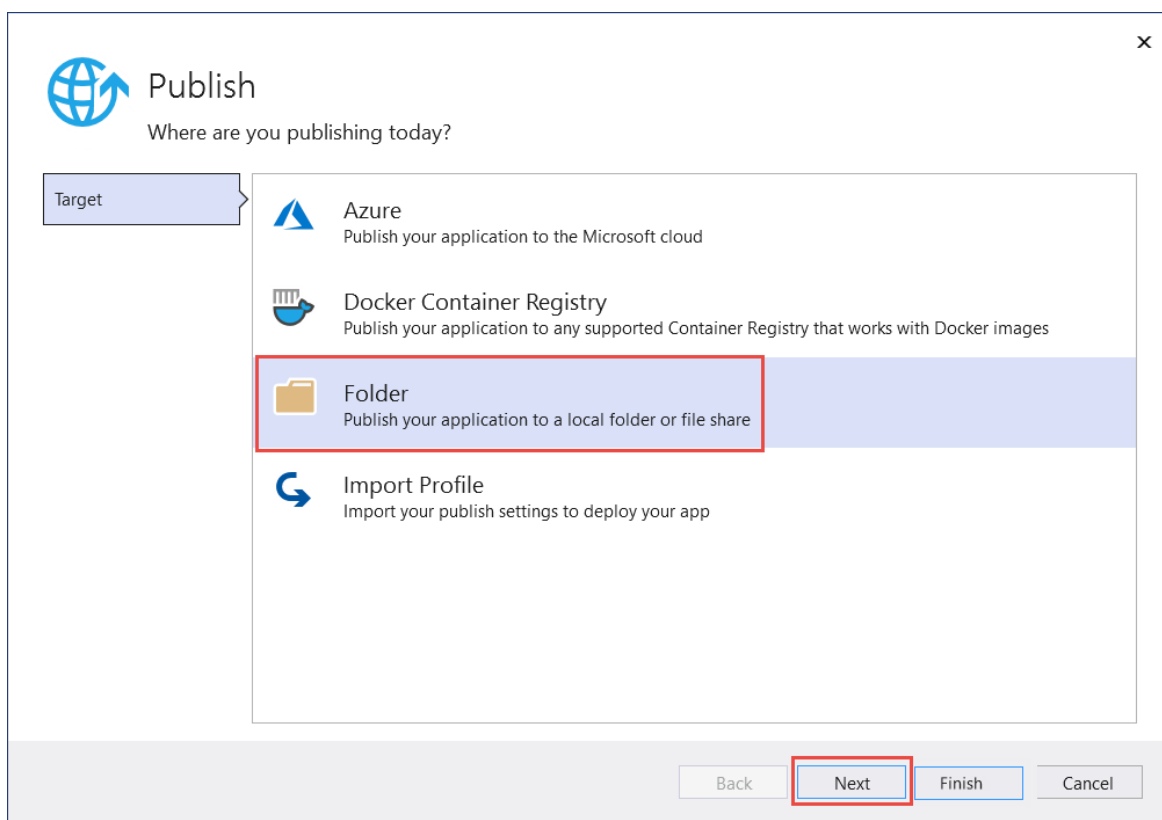 Publish
Where are you publishing today?
Target
Azure
Publish your application to the Microsoft cloud
Docker Container Registry
Publish your application to any supported Container Registry that works with Docker images
Folder
Publish your application to a local folder or file share
Import Profile
Import your publish settings to deploy your app
Back
Next
Finish
Cancel